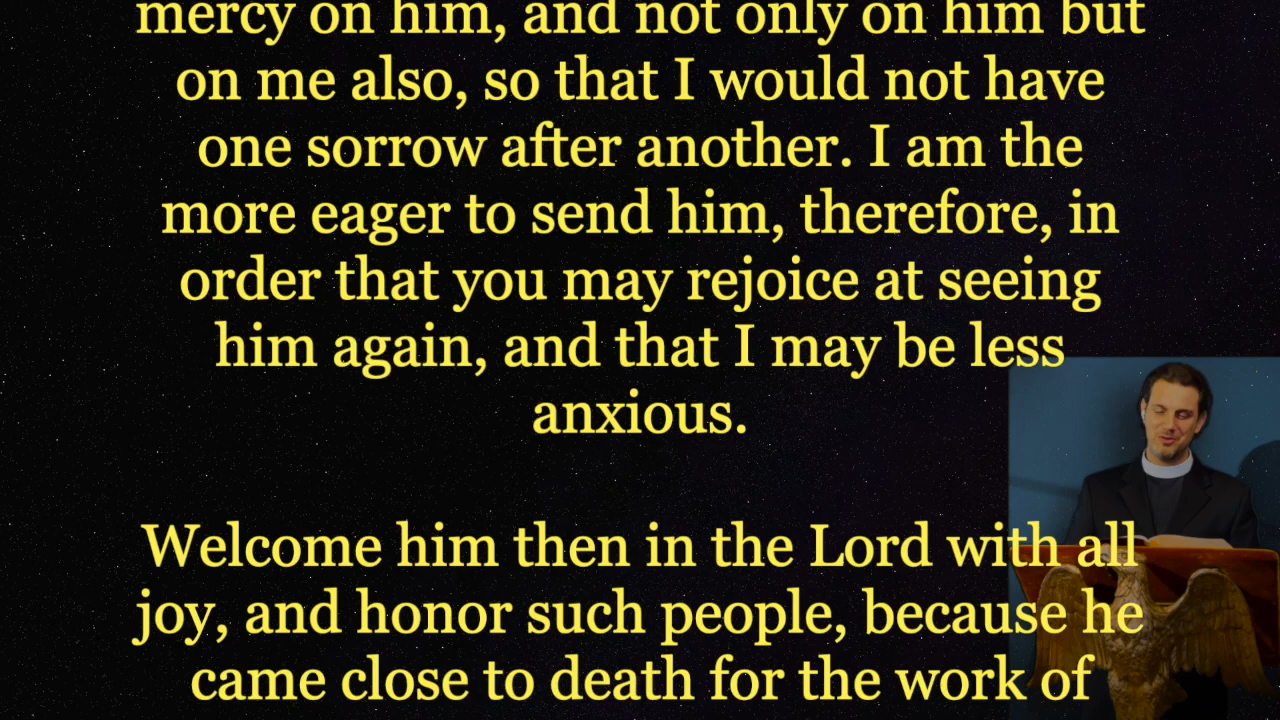 mercy on him, and not only on him but
on me also, so that I would not have
one sorrow after another. I am the
more eager to send him, therefore, in
order that you may rejoice at seeing
him again, and that I may be less
anxious.
Welcome him then in the Lord with all
joy, and honor such people, because he
came close to death for the work of